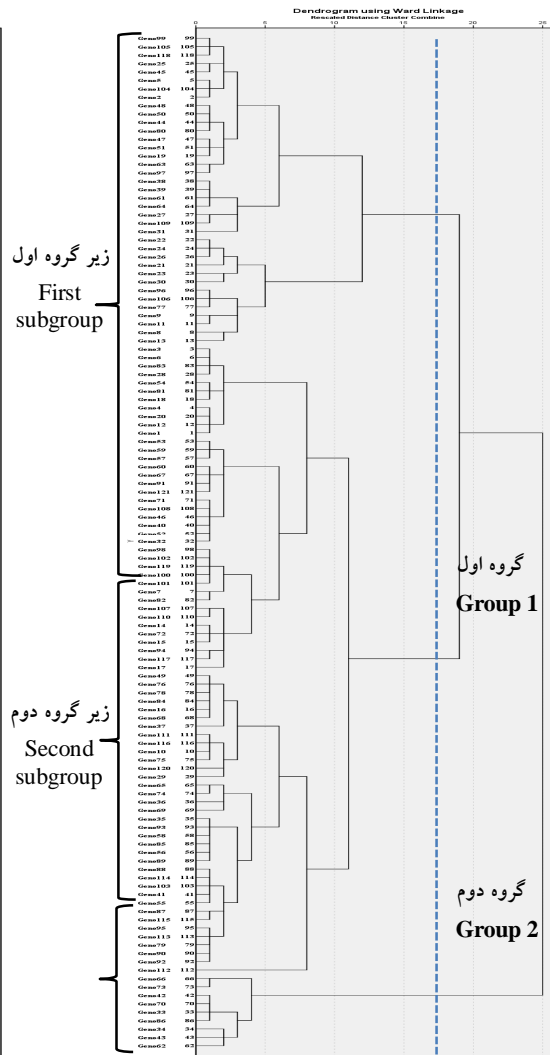 Dendrogram using Ward Linkage
Rescaled Distance Cluster Combine
0 5 10 15 20 25
Geno99 99
Geno105 105
Geno118 118
Geno25 25
Geno45 45
Geno5 5
Geno104 104
Geno2 2
Geno48 48
Geno50 50
Geno44 44
Geno80 80
Geno47 47
Geno51 51
Geno19 19
Geno63 63
Geno97 97
Geno38 38
Geno39 39
Geno61 61
Geno64 64
Geno27 27
Geno109 109
Geno31 31
Geno22 22
Geno24 24
Geno26 26
Geno21 21
Geno23 23
Geno30 30
Geno96 96
Geno106 106
Geno77 77
Geno9 9
Geno11 11
Geno8 8
Geno13 13
Geno3 3
Geno6 6
Geno83 83
Geno28 28
Geno54 54
Geno81 81
Geno18 18
Geno4 4
Geno20 20
Geno12 12
Geno1 1
Geno53 53
Geno59 59
Geno57 57
Geno60 60
Geno67 67
Geno91 91
Geno121 121
Geno71 71
Geno108 108
Geno46 46
Geno40 40
Geno52 52
Geno32 32
Geno98 98
Geno102 102
Geno119 119
Geno100 100
Geno101 101
Geno7 7
Geno82 82
Geno107 107
Geno110 110
Geno14 14
Geno72 72
Geno15 15
Geno94 94
Geno117 117
Geno17 17
Geno49 49
Geno76 76
Geno78 78
Geno84 84
Geno16 16
Geno68 68
Geno37 37
Geno111 111
Geno116 116
Geno10 10
Geno75 75
Geno120 120
Geno29 29
Geno65 65
Geno74 74
Geno36 36
Geno69 69
Geno35 35
Geno93 93
Geno58 58
Geno85 85
Geno56 56
Geno89 89
Geno88 88
Geno114 114
Geno103 103
Geno41 41
Geno55 55
Geno87 87
Geno115 115
Geno95 95
Geno113 113
Geno79 79
Geno90 90
Geno92 92
Geno112 112
Geno66 66
Geno73 73
Geno42 42
Geno70 70
Geno33 33
Geno86 86
Geno34 34
Geno43 43
Geno62 62
زیر گروه اول
First
subgroup
زیر گروه دوم
Second
subgroup
گروه اول
Group 1
گروه دوم
Group 2